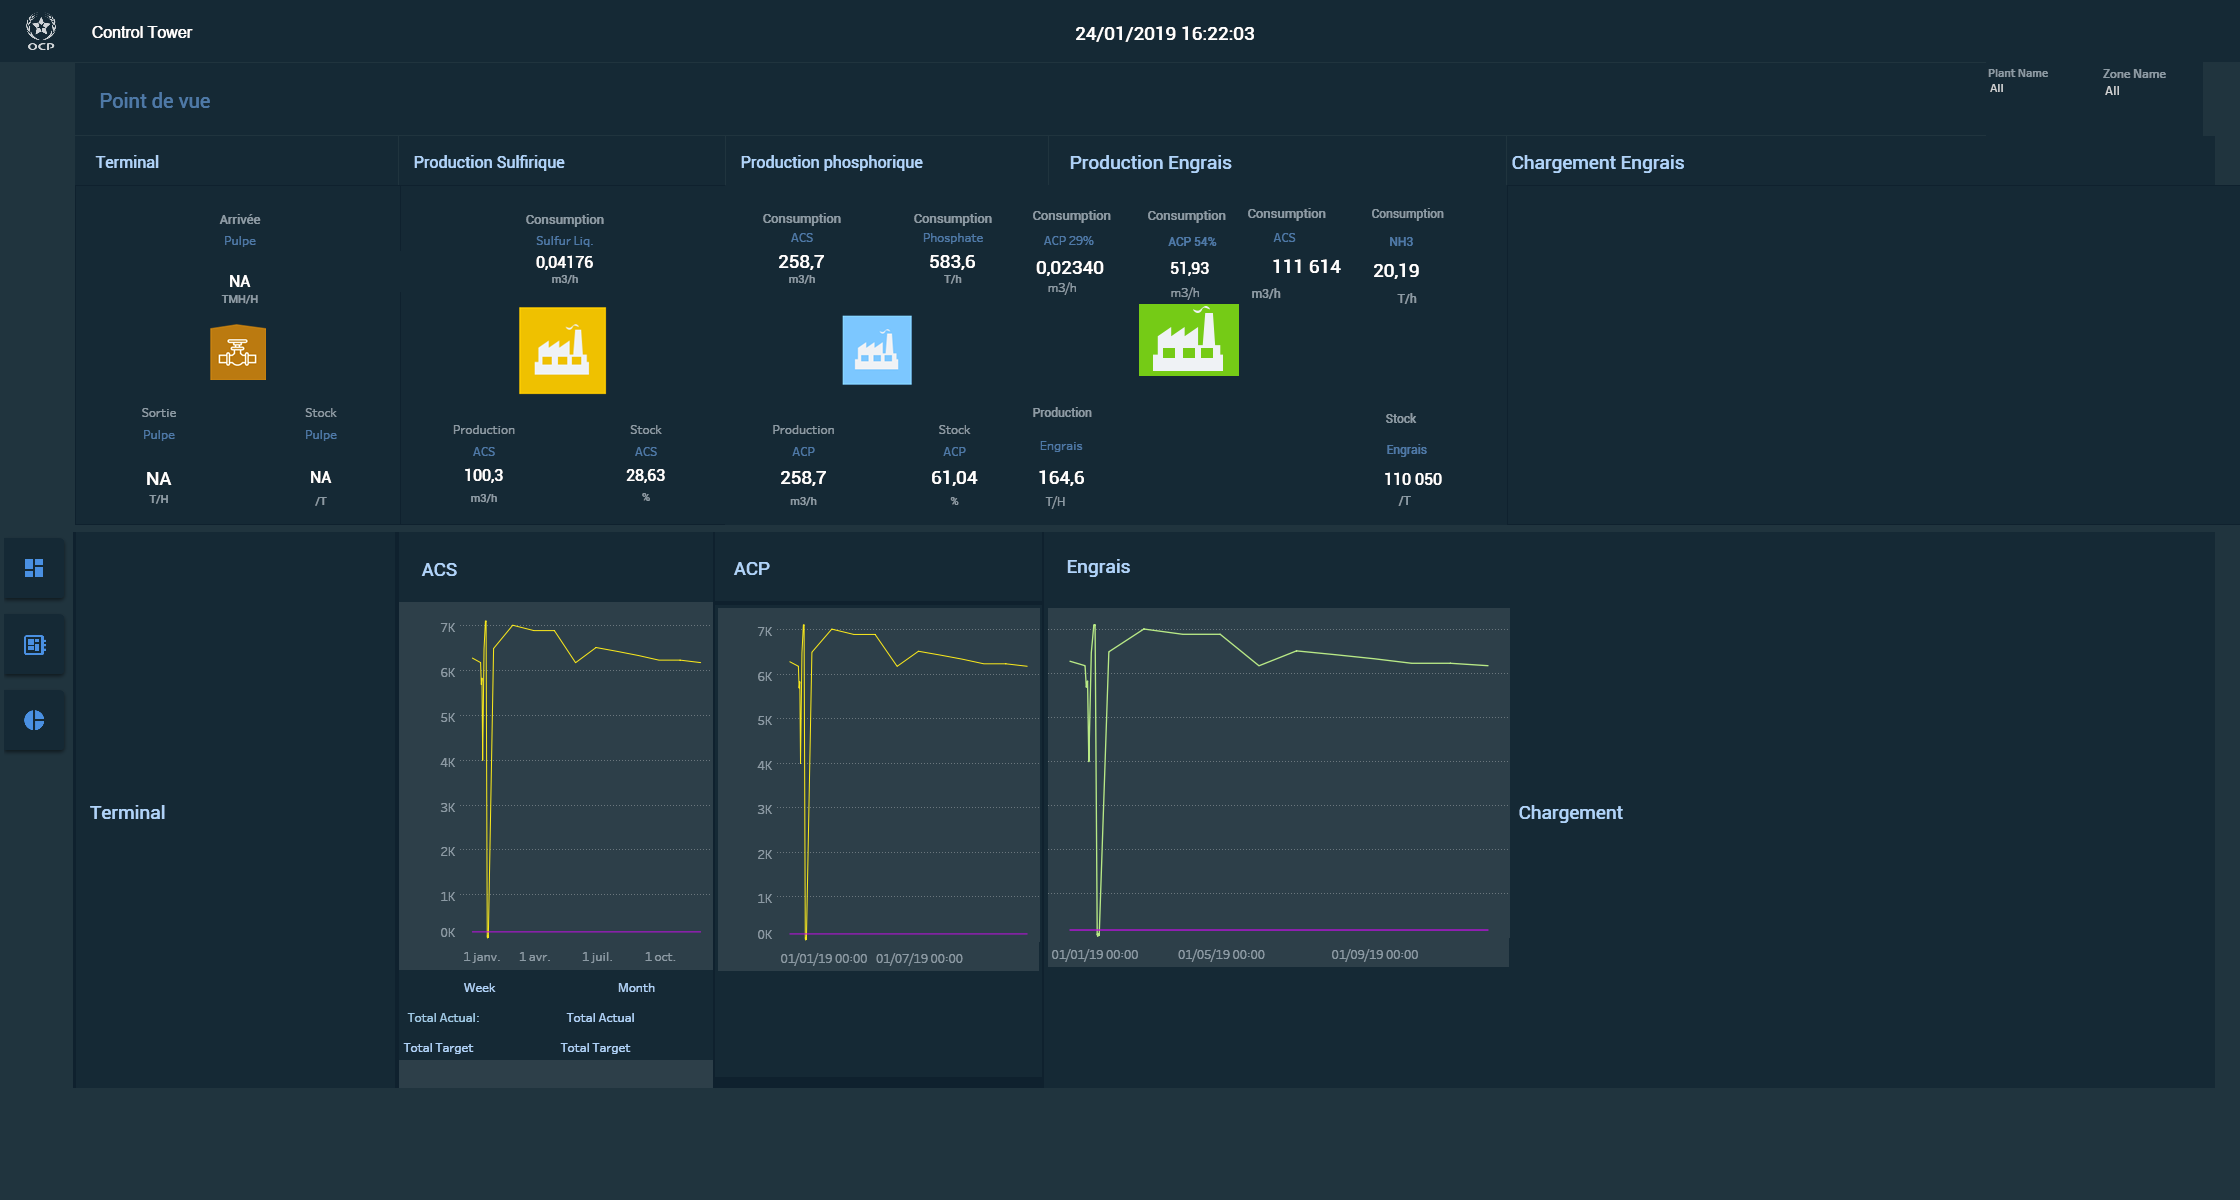 OCP
Control Tower
24/01/2019 16:22:03
Point de vue
Plant Name
All
Zone Name
All
Terminal
Production Sulfirique
Production phosphorique
Production Engrais
Chargement Engrais
Arrivée
Pulpe
NA
TMH/H
Sortie
Pulpe
NA
T/H
Stock
Pulpe
NA
/T
Consumption
Sulfur Liq.
0,04176
m3/h
Production
ACS
100,3
m3/h
Stock
ACS
28,63
%
Consumption
ACS
258,7
m3/h
Consumption
Phosphate
583,6
T/h
Production
ACP
258,7
m3/h
Stock
ACP
61,04
%
Consumption
ACP 29%
0,02340
m3/h
Consumption
ACP 54%
51,93
m3/h
Consumption
ACS
111 614
m3/h
Consumption
NH3
20,19
T/h
Production
Engrais
164,6
T/H
Stock
Engrais
110 050
/T
Terminal
ACS
7K
6K
5K
4K
3K
2K
1K
0K
1 janv. 1 avr. 1 juil. 1 oct.
Week Month
Total Actual: Total Actual
Total Target Total Target
ACP
7K
6K
5K
4K
3K
2K
1K
0K
01/01/19 00:00 01/07/19 00:00
Engrais
01/01/19 00:00 01/05/19 00:00 01/09/19 00:00
Chargement